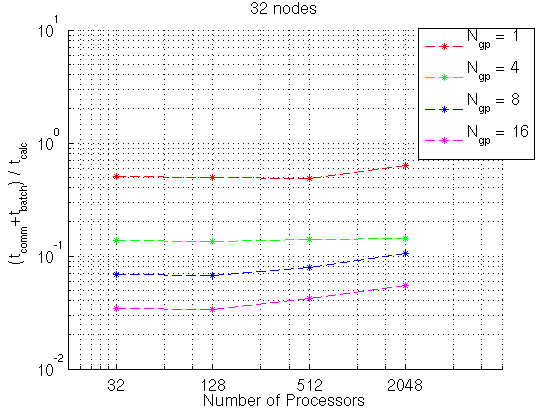 32 nodes
10^1
10^0
10^-1
10^-2
(t_comm+t_batch) / t_calc
N_gp = 1
N_gp = 4
N_gp = 8
N_gp = 16
32 128 512 2048
Number of Processors